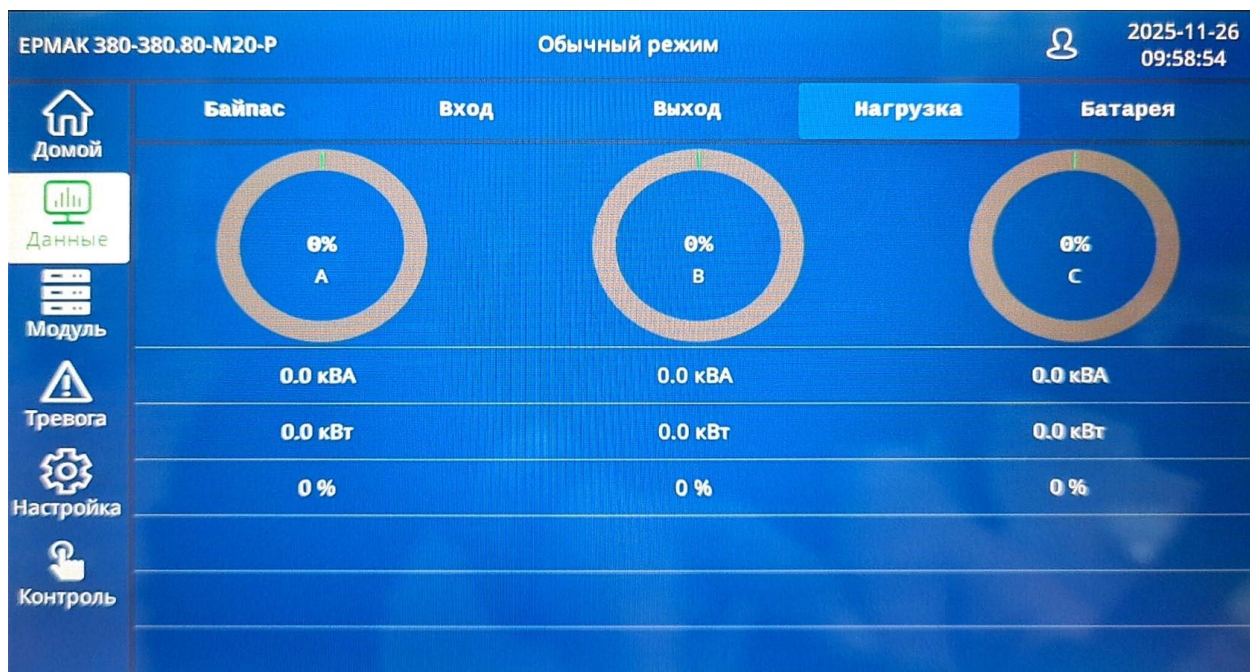 ЕРМАК 380-380.80-М20-Р
Обычный режим
2025-11-26
09:58:54
Байпас Вход Выход Нагрузка Батарея
Домой
Данные
Модуль
Тревога
Настройка
Контроль
0% 0% 0%
A B C
0.0 кВА 0.0 кВА 0.0 кВА
0.0 кВт 0.0 кВт 0.0 кВт
0 % 0 % 0 %